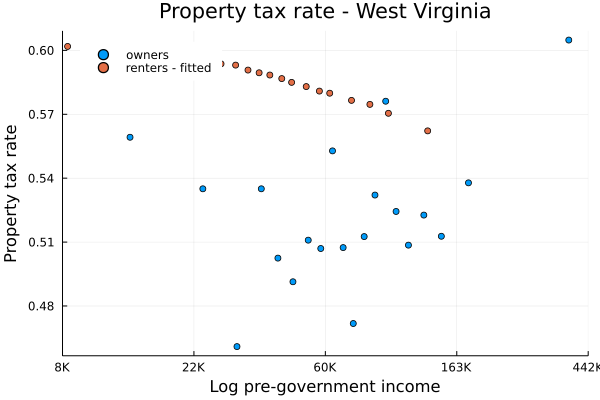 Property tax rate - West Virginia
owners
renters - fitted
Property tax rate
0.60
0.57
0.54
0.51
0.48
8K
22K
60K
163K
442K
Log pre-government income